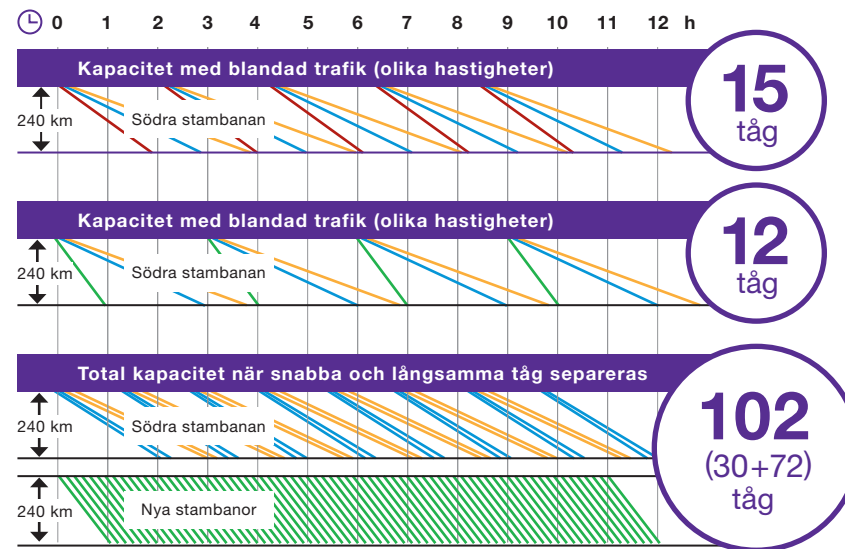 0 1 2 3 4 5 6 7 8 9 10 11 12 h
Kapacitet med blandad trafik (olika hastigheter)
240 km
Södra stambanan
15
tåg
Kapacitet med blandad trafik (olika hastigheter)
240 km
Södra stambanan
12
tåg
Total kapacitet när snabba och långsamma tåg separeras
240 km
Södra stambanan
102
(30+72)
tåg
240 km
Nya stambanor